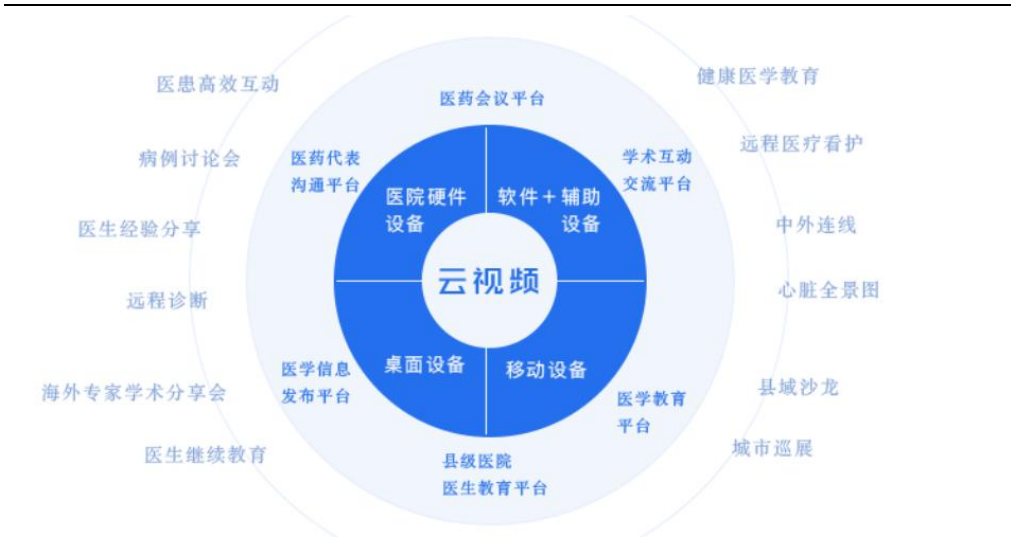 医患高效互动
健康医学教育
医药会议平台
病例讨论会
医药代表
沟通平台
学术互动
交流平台
远程医疗看护
医院硬件
设备
软件＋辅助
设备
医生经验分享
中外连线
云视频
远程诊断
心脏全景图
医学信息
发布平台
桌面设备
移动设备
医学教育
平台
海外专家学术分享会
县域沙龙
医生继续教育
县级医院
医生教育平台
城市巡展